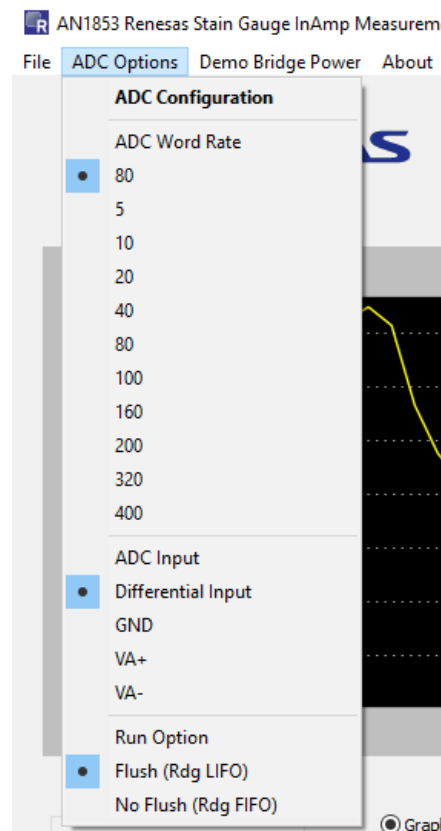 AN1853 Renesas Stain Gauge InAmp Measurem
File ADC Options Demo Bridge Power About
ADC Configuration
ADC Word Rate
80
5
10
20
40
80
100
160
200
320
400
ADC Input
Differential Input
GND
VA+
VA-
Run Option
Flush (Rdg LIFO)
No Flush (Rdg FIFO)
Grap